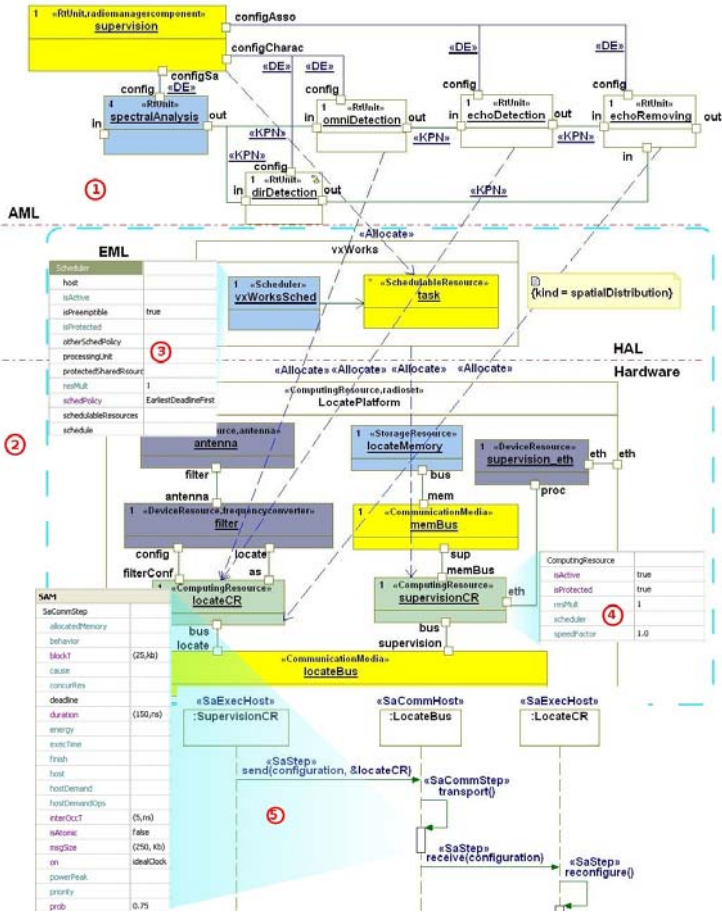 1 «RtUnit,radiomanagercomponent»
supervision
configAsso
configCharac
configSa
«DE»
«DE»
«DE»
«DE»
config
config
config
config
4 «RtUnit»
spectralAnalysis
in
out
1 «RtUnit»
omniDetection
in
out
1 «RtUnit»
echoDetection
out
1 «RtUnit»
echoRemoving
in
out
in
«KPN»
«KPN»
«KPN»
«KPN»
config
1 «RtUnit»
dirDetection
in
out
«KPN»
1
AML
EML
«Allocate»
vxWorks
Scheduler
host
isActive
isPreemptible true
isProtected
otherSchedPolicy
processingUnit
protectedSharedResourc
resMult 1
schedPolicy EarliestDeadlineFirst
schedulableResources
schedule
3
1 «Scheduler»
vxWorksSched
* «SchedulableResource»
task
{kind = spatialDistribution}
HAL
Hardware
2
«Allocate» «Allocate» «Allocate» «Allocate»
«ComputingResource,radioset»
LocatePlatform
urce,antenna»
antenna
filter
antenna
1 «StorageResource»
locateMemory
bus
mem
1 «DeviceResource»
supervision_eth
eth
eth
proc
1 «DeviceResource,frequencyconverter»
filter
config
locate
filterConf
as
1 «CommunicationMedia»
memBus
sup
memBus
«ComputingResource»
locateCR
bus
locate
1 «ComputingResource»
supervisionCR
eth
bus
supervision
ComputingResource
isActive true
isProtected true
resMult 1
scheduler
speedFactor 1.0
4
«CommunicationMedia»
locateBus
SAM
SaCommStep
allocatedMemory
behavior
blockT (25,kb)
cause
concurRes
deadline
duration (150,ms)
energy
execTime
finish
host
hostDemand
hostDemandOps
interOccT (5,ms)
isAtomic false
msgSize (250, Kb)
on idealClock
powerPeak
priority
prob 0.75
«SaExecHost»
:SupervisionCR
«SaCommHost»
:LocateBus
«SaExecHost»
:LocateCR
«SaStep»
send(configuration, &locateCR)
«SaCommStep»
transport()
5
«SaStep»
receive(configuration)
«SaStep»
reconfigure()